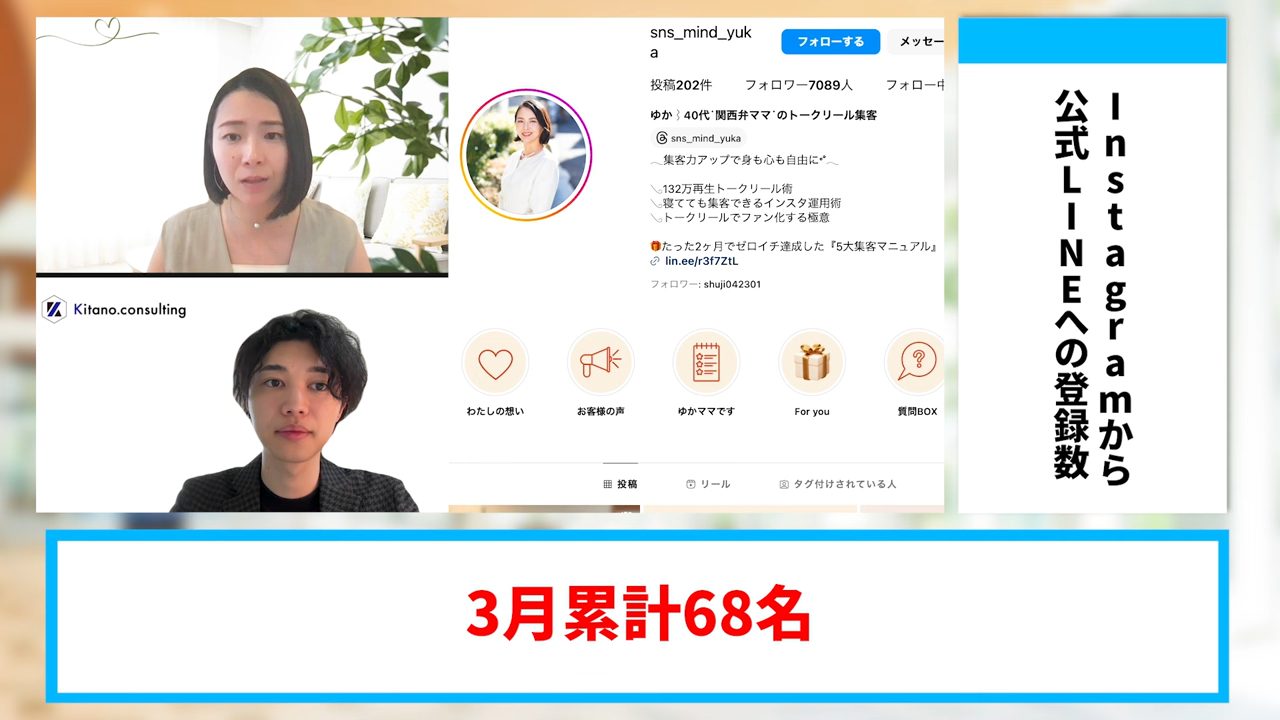 Kitano.consulting
sns_mind_yuk
a
フォローする
メッセー
投稿202件 フォロワー7089人 フォロー中
ゆか 40代˙関西弁ママ˙のトークリール集客
sns_mind_yuka
集客力アップで身も心も自由に
132万再生トークリール術
寝てても集客できるインスタ運用術
トークリールでファン化する極意
🎁たった2ヶ月でゼロイチ達成した『5大集客マニュアル』
lin.ee/r3f7ZtL
フォロワー: shuji042301
わたしの想い
お客様の声
ゆかママです
For you
質問BOX
投稿
リール
タグ付けされている人
Instagramから
公式LINEへの登録数
3月累計68名